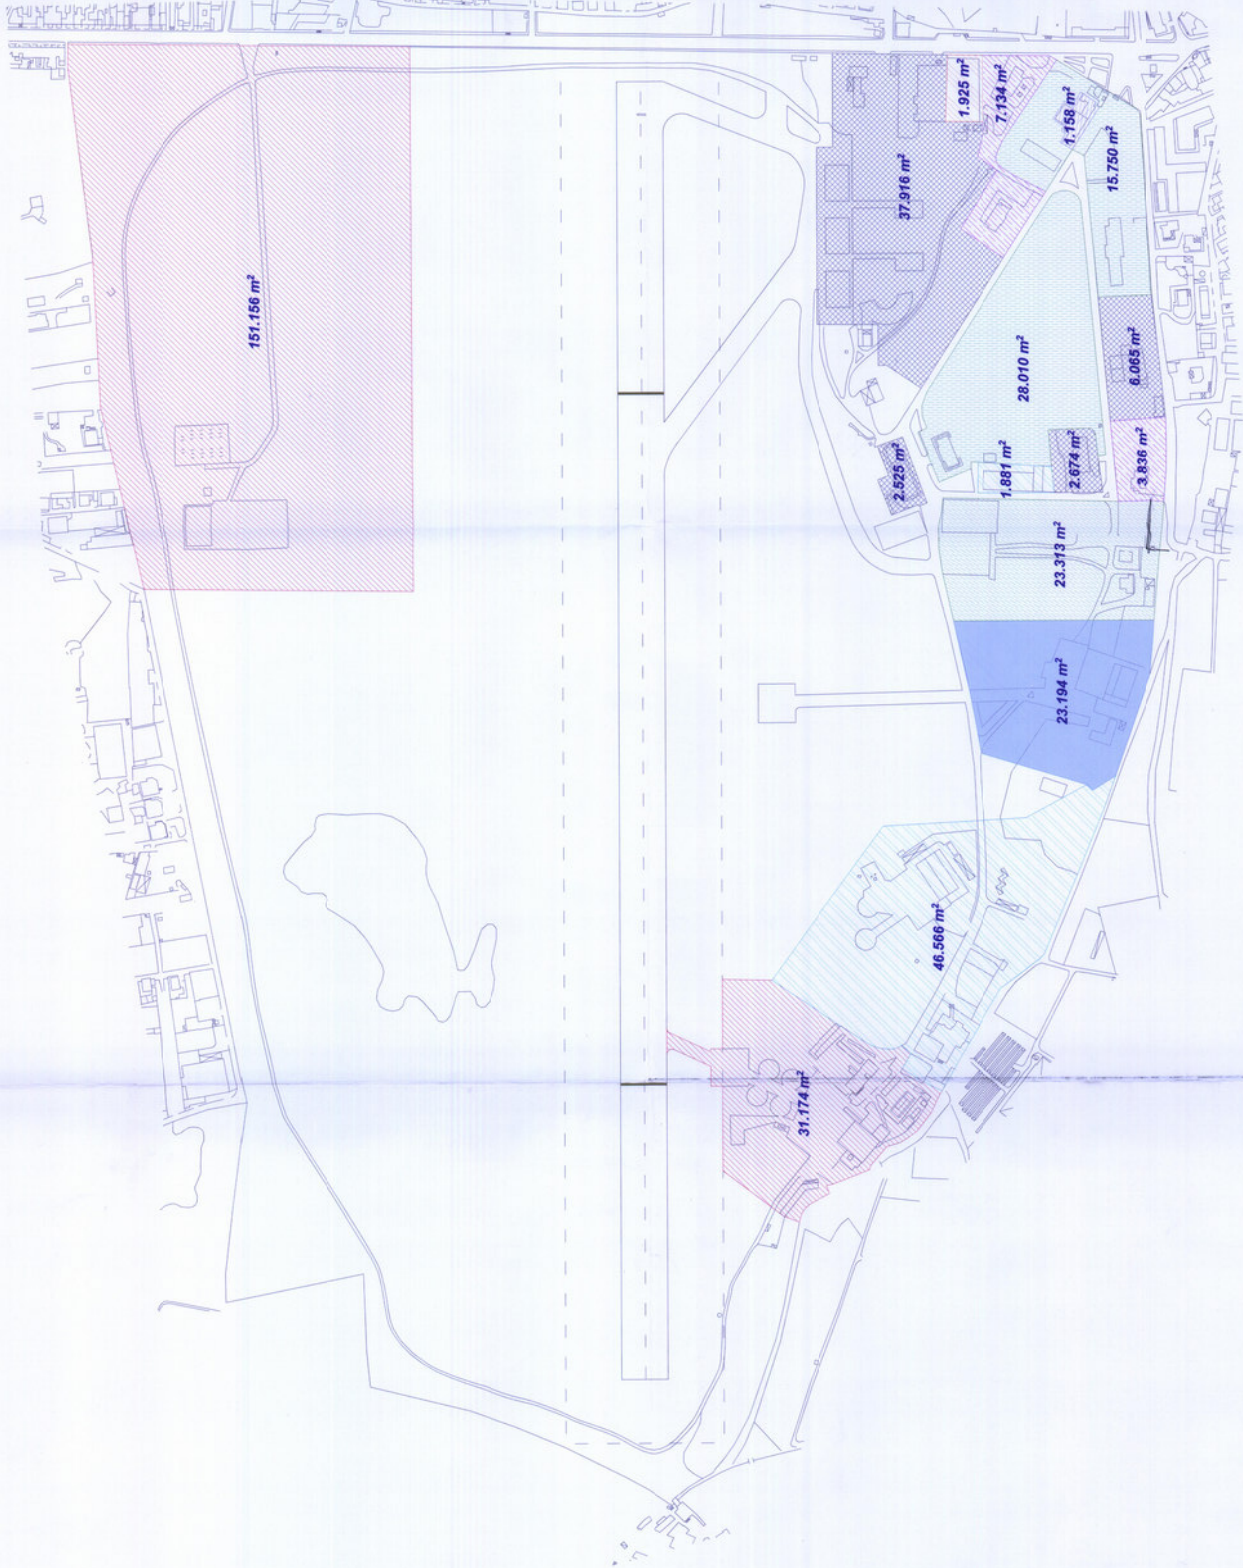 1.925 m²
7.134 m²
1.158 m²
15.750 m²
37.916 m²
151.156 m²
28.010 m²
6.065 m²
2.525 m²
1.881 m²
2.674 m²
3.836 m²
23.313 m²
23.194 m²
46.566 m²
31.174 m²